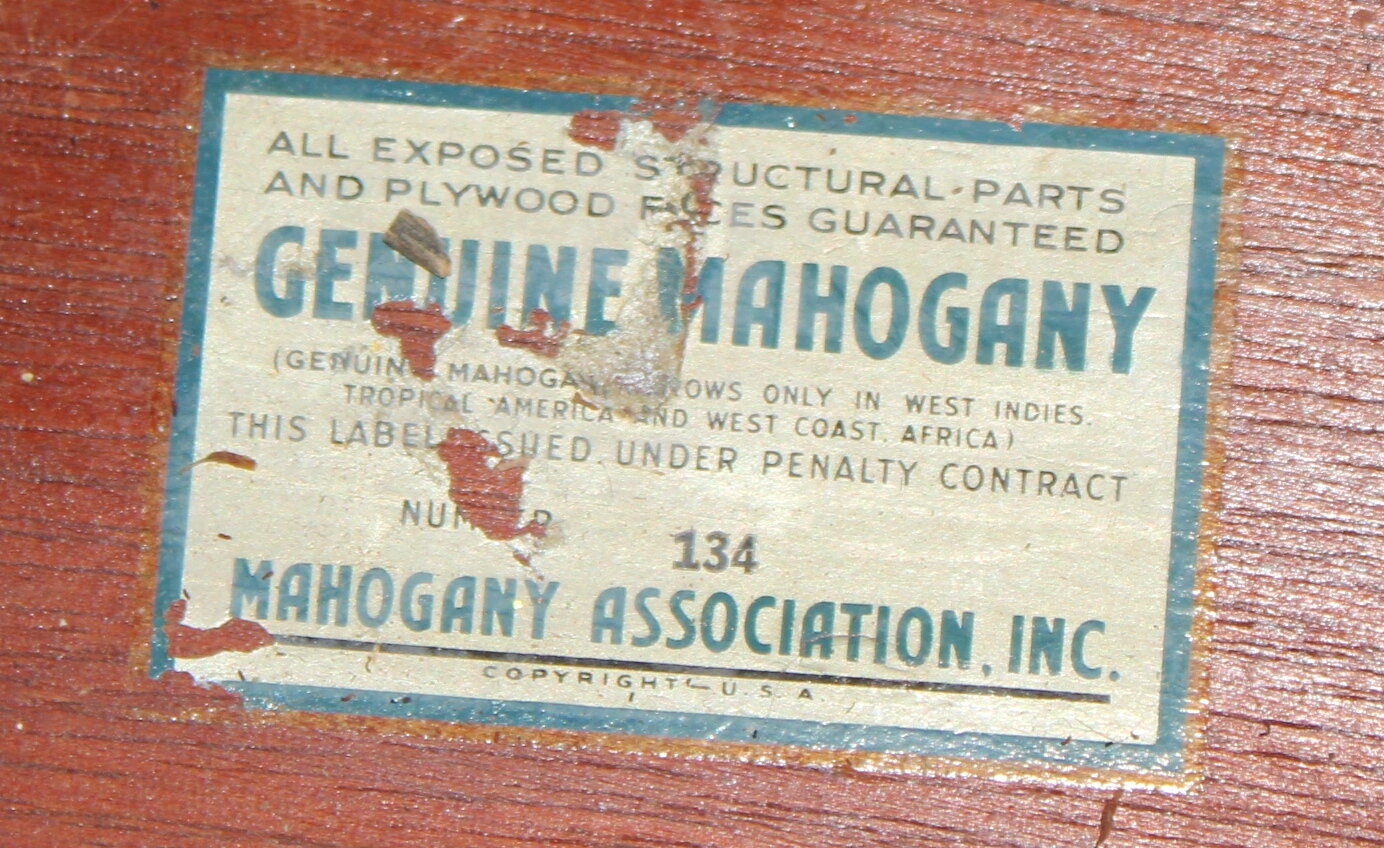 ALL EXPOSED STRUCTURAL PARTS
AND PLYWOOD FACES GUARANTEED
GENUINE MAHOGANY
(GENUINE MAHOGANY GROWS ONLY IN WEST INDIES.
TROPICAL AMERICA AND WEST COAST. AFRICA)
THIS LABEL ISSUED UNDER PENALTY CONTRACT
NUMBER 134
MAHOGANY ASSOCIATION, INC.
COPYRIGHT - U.S.A.